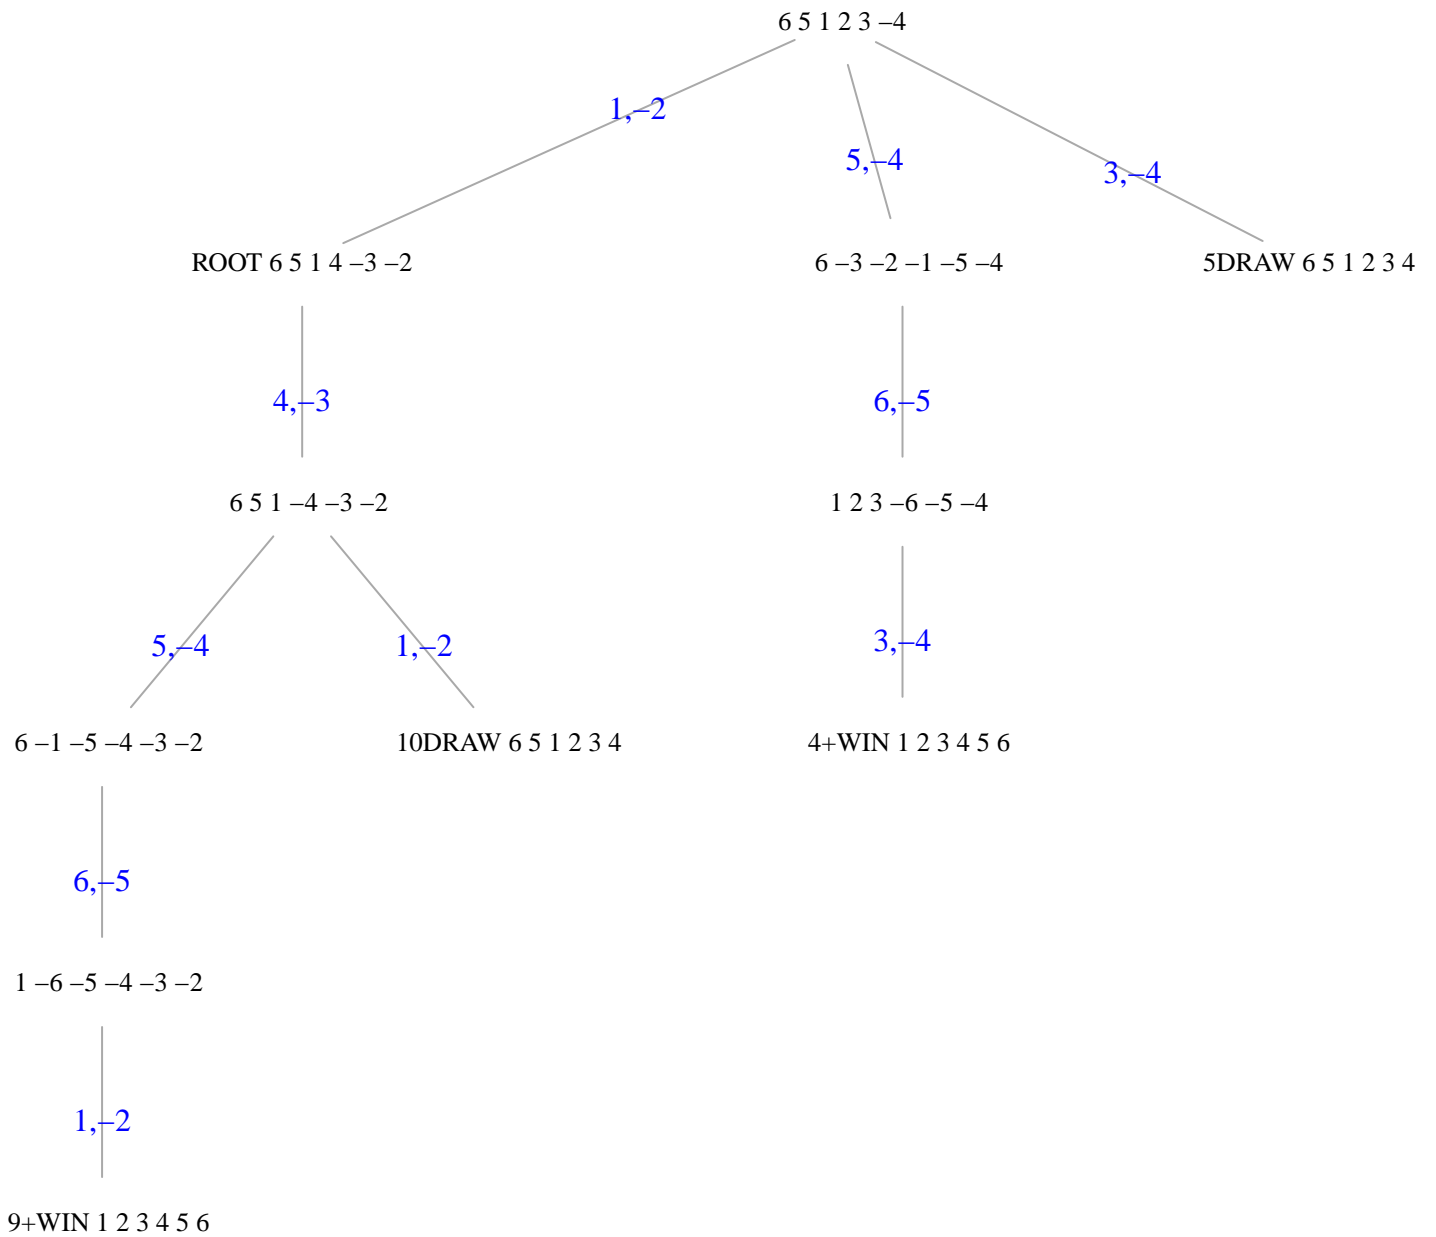 6 5 1 2 3 –4
1,–2
5,–4
3,–4
ROOT 6 5 1 4 –3 –2
6 –3 –2 –1 –5 –4
5DRAW 6 5 1 2 3 4
4,–3
6,–5
6 5 1 –4 –3 –2
1 2 3 –6 –5 –4
5,–4
1,–2
3,–4
6 –1 –5 –4 –3 –2
10DRAW 6 5 1 2 3 4
4+WIN 1 2 3 4 5 6
6,–5
1 –6 –5 –4 –3 –2
1,–2
9+WIN 1 2 3 4 5 6